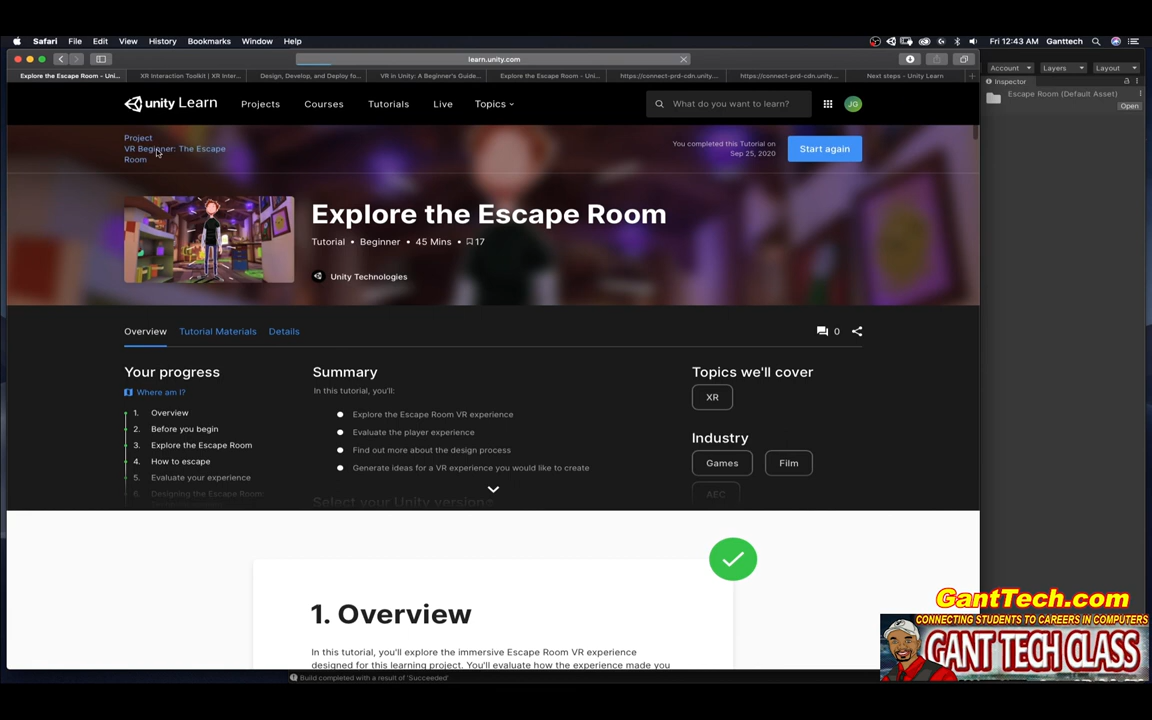 Safari File Edit View History Bookmarks Window Help
Fri 12:43 AM Ganttech
learn.unity.com
Explore the Escape Room - Uni...
XR Interaction Toolkit | XR Inter...
Design, Develop, and Deploy fo...
VR in Unity: A Beginner's Guide...
Explore the Escape Room - Uni...
https://connect-prd-cdn.unity....
https://connect-prd-cdn.unity....
Next steps - Unity Learn
Account Layers Layout
Inspector
Escape Room (Default Asset)
Open
unity Learn
Projects Courses Tutorials Live Topics
What do you want to learn?
JG
Project
VR Beginner: The Escape
Room
You completed this Tutorial on
Sep 25, 2020
Start again
Explore the Escape Room
Tutorial • Beginner • 45 Mins • 17
Unity Technologies
Overview Tutorial Materials Details
0
Your progress
Where am I?
1. Overview
2. Before you begin
3. Explore the Escape Room
4. How to escape
5. Evaluate your experience
6. Designing the Escape Room:
Summary
In this tutorial, you'll:
Explore the Escape Room VR experience
Evaluate the player experience
Find out more about the design process
Generate ideas for a VR experience you would like to create
Select your Unity version
Topics we'll cover
XR
Industry
Games Film
AEC
1. Overview
In this tutorial, you'll explore the immersive Escape Room VR experience
designed for this learning project. You'll evaluate how the experience made you
Build completed with a result of 'Succeeded'
GantTech.com
CONNECTING STUDENTS TO CAREERS IN COMPUTERS
GANT TECH CLASS